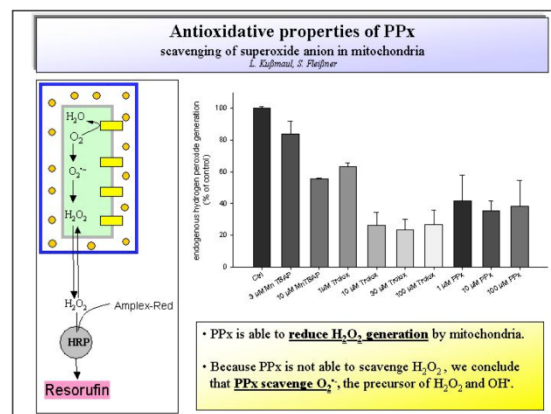 Antioxidative properties of PPx
scavenging of superoxide anion in mitochondria
L. Kußmaul, S. Fleißner
H₂O
O₂
O₂•-
H₂O₂
H₂O₂
Amplex-Red
HRP
Resorufin
endogenous hydrogen peroxide generation
(% of control)
100
80
60
40
20
0
Ctrl
3 µM Mn TBAP
10 µM MnTBAP
1µM Trolox
10 µM Trolox
30 µM Trolox
100 µM Trolox
1 µM PPx
10 µM PPx
100 µM PPx
• PPx is able to reduce H₂O₂ generation by mitochondria.
• Because PPx is not able to scavenge H₂O₂, we conclude
that PPx scavenge O₂•-, the precursor of H₂O₂ and OH•.